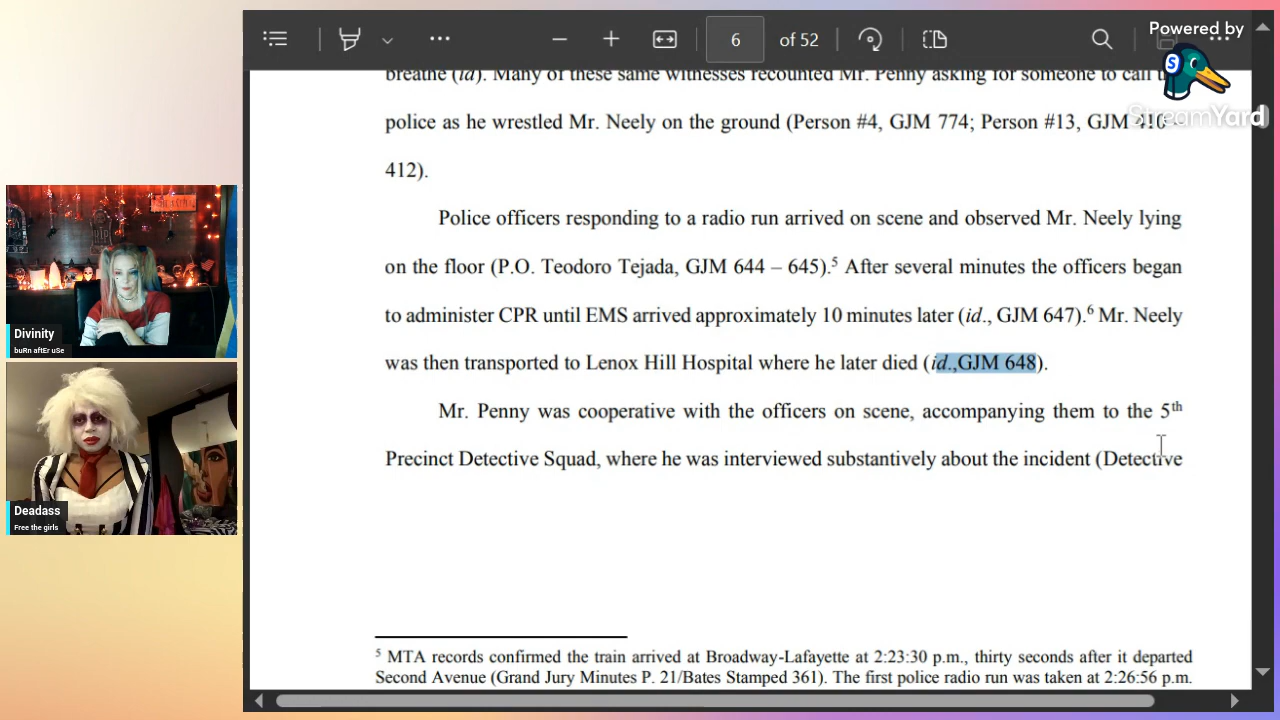 6
of 52
Powered by
StreamYard
breathe (id). Many of these same witnesses recounted Mr. Penny asking for someone to call
police as he wrestled Mr. Neely on the ground (Person #4, GJM 774; Person #13, GJM 410 –
412).
Police officers responding to a radio run arrived on scene and observed Mr. Neely lying
on the floor (P.O. Teodoro Tejada, GJM 644 – 645).⁵ After several minutes the officers began
to administer CPR until EMS arrived approximately 10 minutes later (id., GJM 647).⁶ Mr. Neely
was then transported to Lenox Hill Hospital where he later died (id.,GJM 648).
Mr. Penny was cooperative with the officers on scene, accompanying them to the 5th
Precinct Detective Squad, where he was interviewed substantively about the incident (Detective
⁵ MTA records confirmed the train arrived at Broadway-Lafayette at 2:23:30 p.m., thirty seconds after it departed
Second Avenue (Grand Jury Minutes P. 21/Bates Stamped 361). The first police radio run was taken at 2:26:56 p.m.
Divinity
buRn aftEr uSe
Deadass
Free the girls